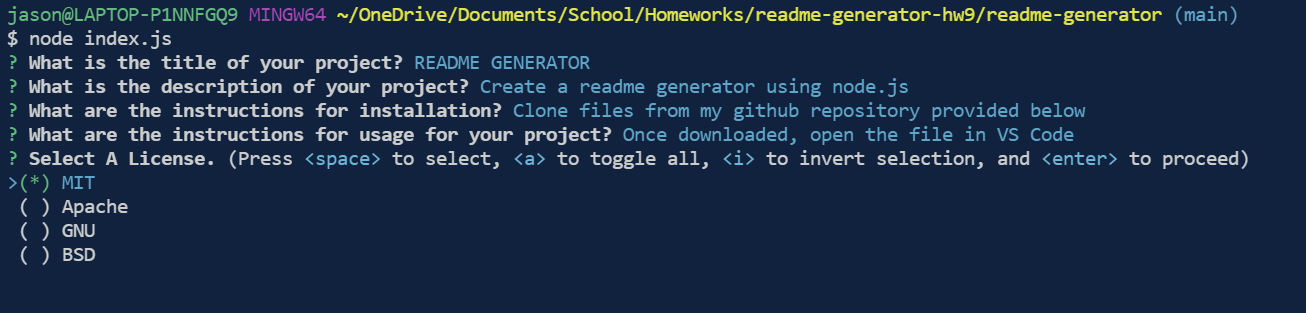 jason@LAPTOP-P1NNFGQ9 MINGW64 ~/OneDrive/Documents/School/Homeworks/readme-generator-hw9/readme-generator (main)
$ node index.js
? What is the title of your project? README GENERATOR
? What is the description of your project? Create a readme generator using node.js
? What are the instructions for installation? Clone files from my github repository provided below
? What are the instructions for usage for your project? Once downloaded, open the file in VS Code
? Select A License. (Press <space> to select, <a> to toggle all, <i> to invert selection, and <enter> to proceed)
>(*) MIT
( ) Apache
( ) GNU
( ) BSD